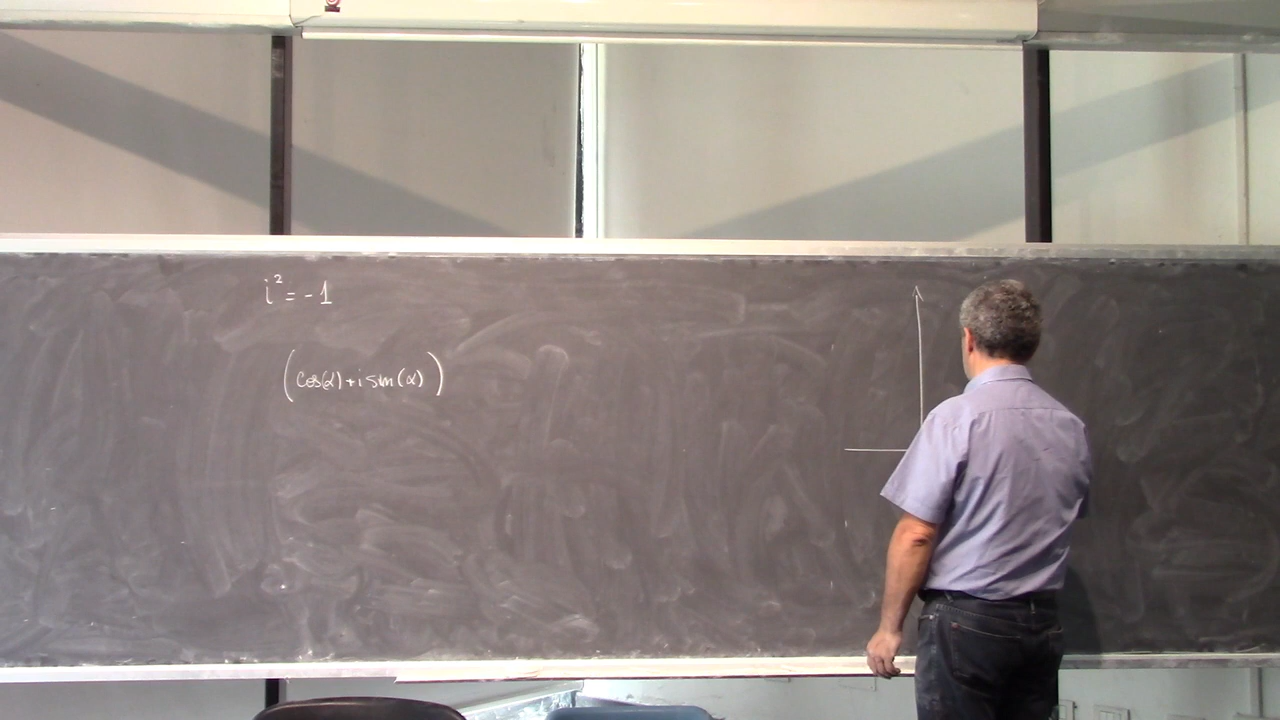 i² = -1
(cos(α) + i sin(α))